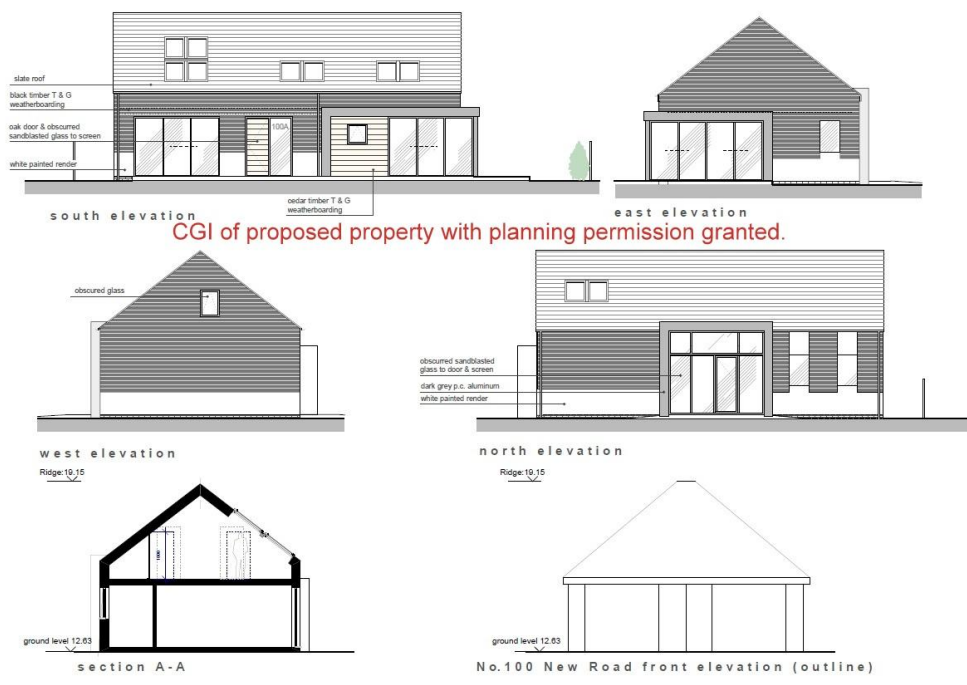 slate roof
black timber T & G
weatherboarding
oak door & obscurred
sandblasted glass to screen
white painted render
100A
cedar timber T & G
weatherboarding
south elevation
east elevation
CGI of proposed property with planning permission granted.
obscured glass
west elevation
obscurred sandblasted
glass to door & screen
dark grey p.c. aluminum
white painted render
north elevation
Ridge:19.15
ground level 12.63
section A-A
Ridge:19.15
ground level 12.63
No.100 New Road front elevation (outline)